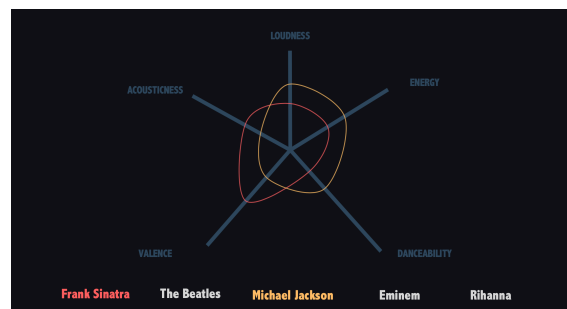 LOUDNESS
ENERGY
ACOUSTICNESS
VALENCE
DANCEABILITY
Frank Sinatra The Beatles Michael Jackson Eminem Rihanna